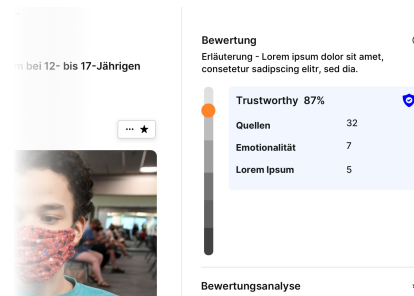 m bei 12- bis 17-Jährigen
Bewertung
Erläuterung - Lorem ipsum dolor sit amet,
consetetur sadipscing elitr, sed dia.
Trustworthy 87%
Quellen 32
Emotionalität 7
Lorem Ipsum 5
Bewertungsanalyse